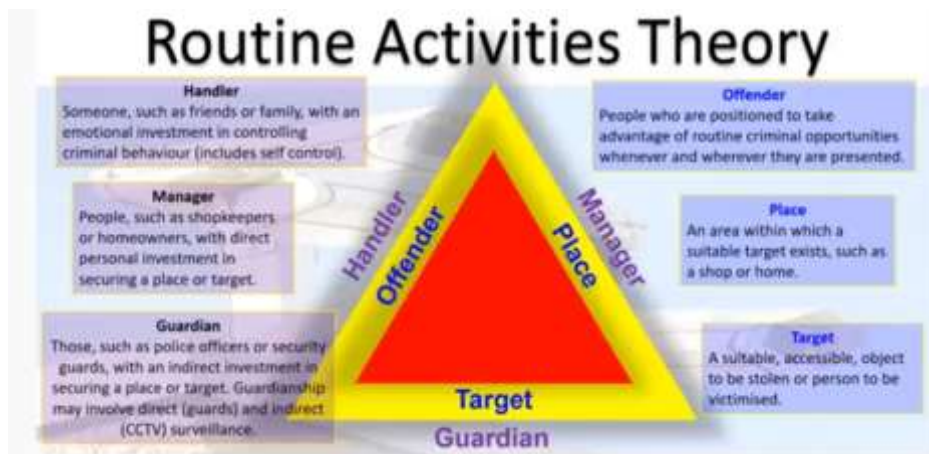 Routine Activities Theory
Handler
Someone, such as friends or family, with an
emotional investment in controlling
criminal behaviour (includes self control).
Manager
People, such as shopkeepers
or homeowners, with direct
personal investment in
securing a place or target.
Guardian
Those, such as police officers or security
guards, with an indirect investment in
securing a place or target. Guardianship
may involve direct (guards) and indirect
(CCTV) surveillance.
Handler
Offender
Place
Manager
Target
Guardian
Offender
People who are positioned to take
advantage of routine criminal opportunities
whenever and wherever they are presented.
Place
An area within which a
suitable target exists, such as
a shop or home.
Target
A suitable, accessible, object
to be stolen or person to be
victimised.